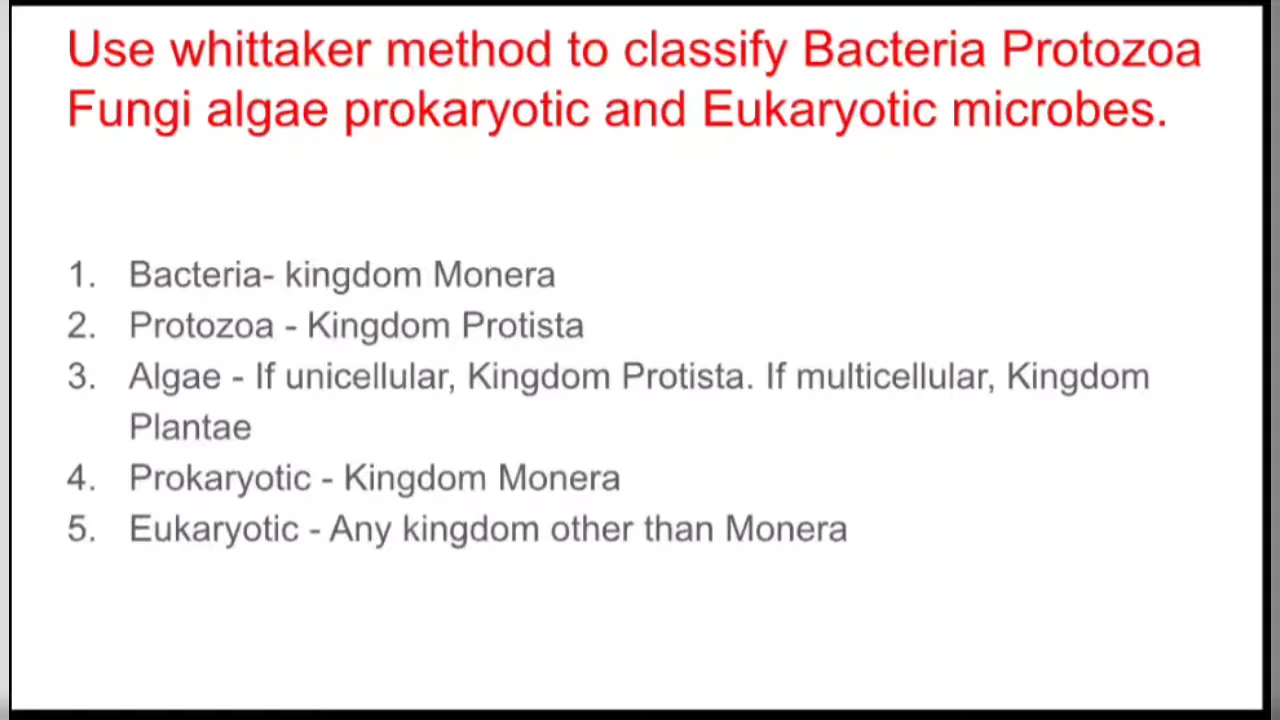 Use whittaker method to classify Bacteria Protozoa
Fungi algae prokaryotic and Eukaryotic microbes.
1. Bacteria- kingdom Monera
2. Protozoa - Kingdom Protista
3. Algae - If unicellular, Kingdom Protista. If multicellular, Kingdom
Plantae
4. Prokaryotic - Kingdom Monera
5. Eukaryotic - Any kingdom other than Monera